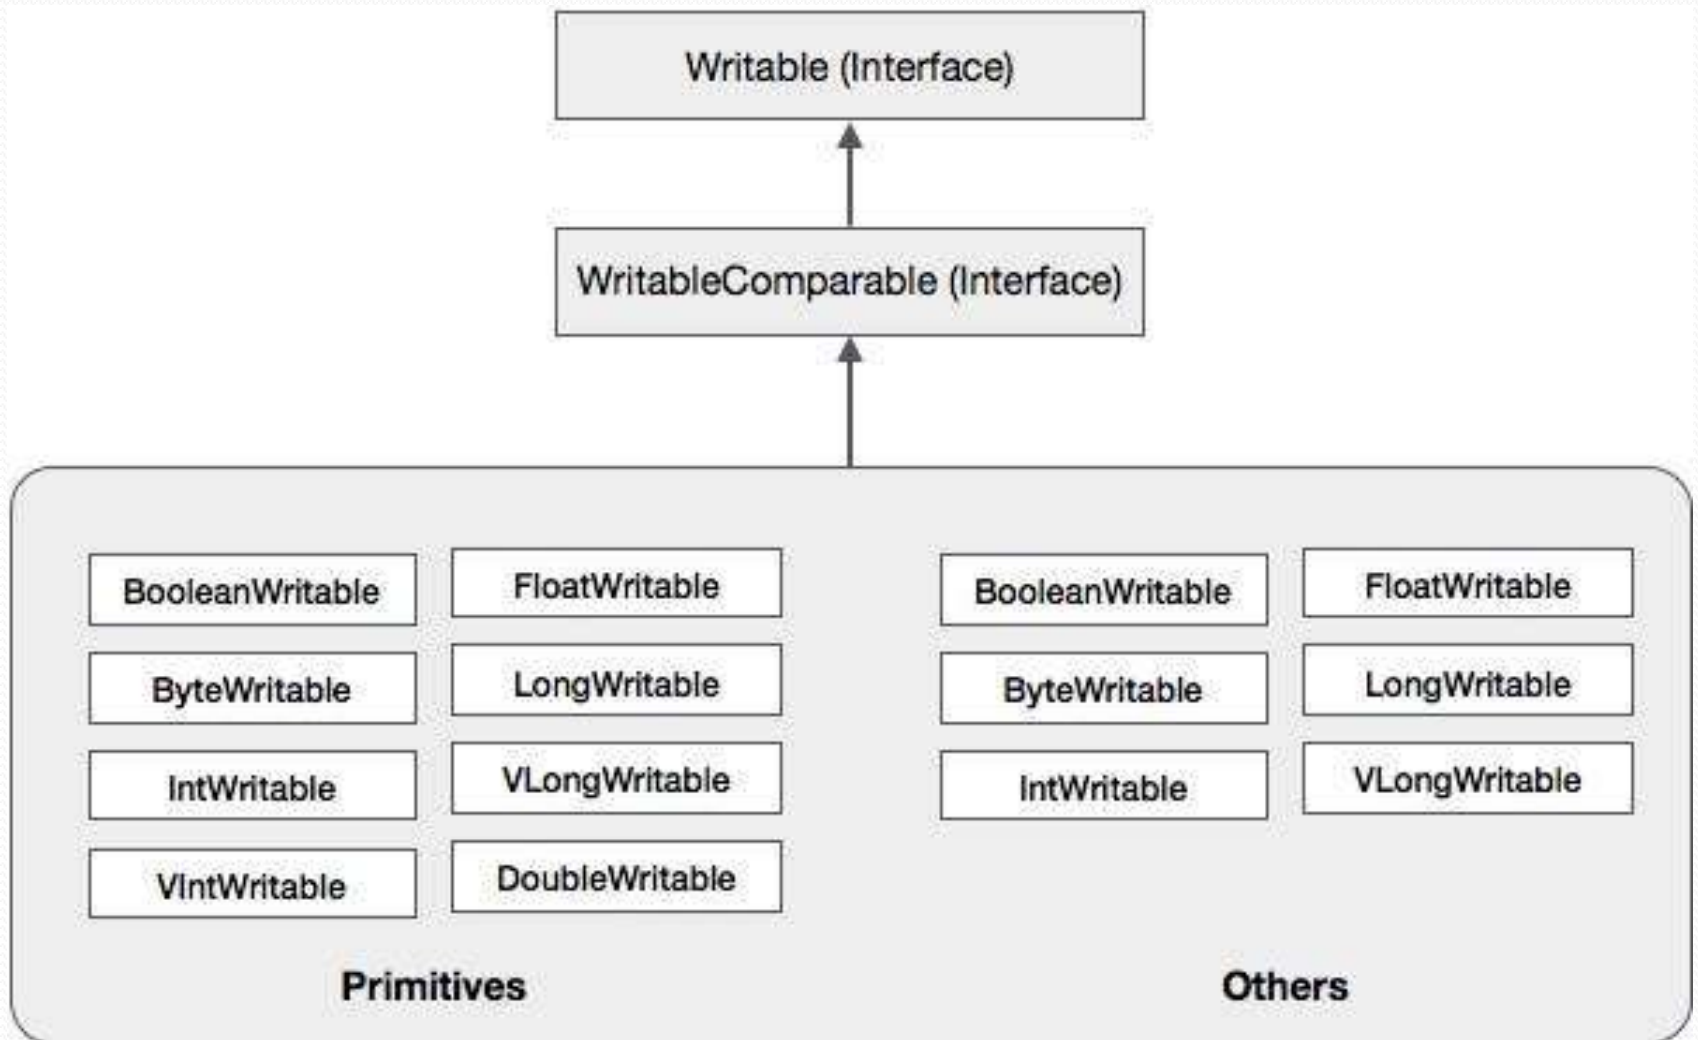 Writable (Interface)
WritableComparable (Interface)
BooleanWritable
FloatWritable
ByteWritable
LongWritable
IntWritable
VLongWritable
VIntWritable
DoubleWritable
Primitives
BooleanWritable
FloatWritable
ByteWritable
LongWritable
IntWritable
VLongWritable
Others